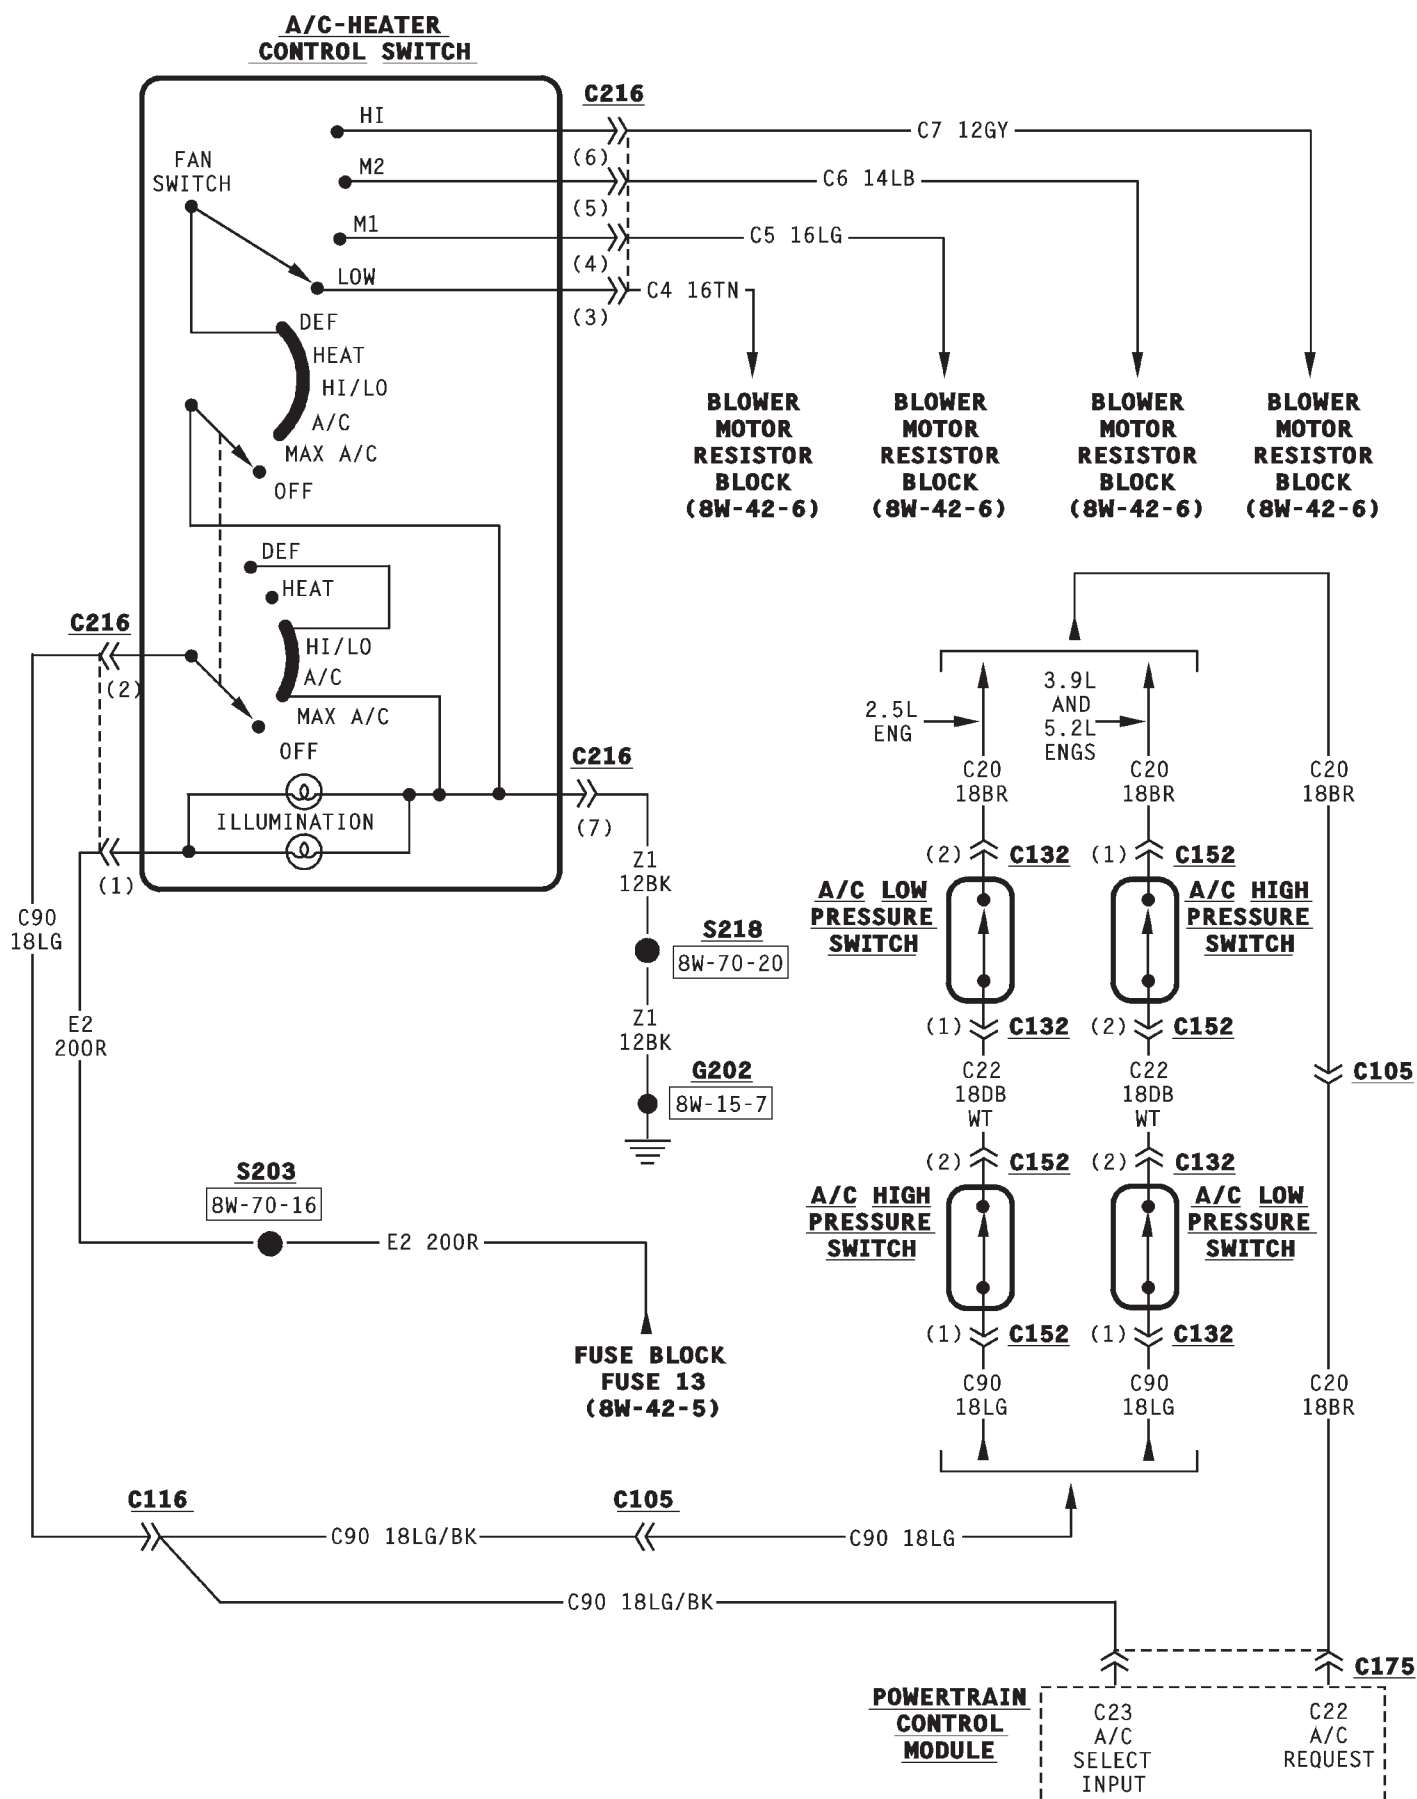 A/C-HEATER
CONTROL SWITCH
C216
HI
C7 12GY
(6)
FAN
SWITCH
M2
C6 14LB
(5)
M1
C5 16LG
(4)
LOW
C4 16TN
(3)
DEF
HEAT
HI/LO
A/C
MAX A/C
OFF
BLOWER
MOTOR
RESISTOR
BLOCK
(8W-42-6)
BLOWER
MOTOR
RESISTOR
BLOCK
(8W-42-6)
BLOWER
MOTOR
RESISTOR
BLOCK
(8W-42-6)
BLOWER
MOTOR
RESISTOR
BLOCK
(8W-42-6)
DEF
HEAT
C216
(2)
HI/LO
A/C
MAX A/C
OFF
C216
(7)
ILLUMINATION
(1)
2.5L
ENG
3.9L
AND
5.2L
ENGS
C20
18BR
C20
18BR
C20
18BR
Z1
12BK
(2) C132
(1) C152
A/C LOW
PRESSURE
SWITCH
A/C HIGH
PRESSURE
SWITCH
C90
18LG
S218
8W-70-20
E2
20OR
Z1
12BK
(1) C132
(2) C152
C22
18DB
WT
C22
18DB
WT
C105
G202
8W-15-7
(2) C152
(2) C132
S203
8W-70-16
A/C HIGH
PRESSURE
SWITCH
A/C LOW
PRESSURE
SWITCH
E2 20OR
(1) C152
(1) C132
FUSE BLOCK
FUSE 13
(8W-42-5)
C90
18LG
C90
18LG
C20
18BR
C116
C105
C90 18LG/BK
C90 18LG
C90 18LG/BK
C175
POWERTRAIN
CONTROL
MODULE
C23
A/C
SELECT
INPUT
C22
A/C
REQUEST